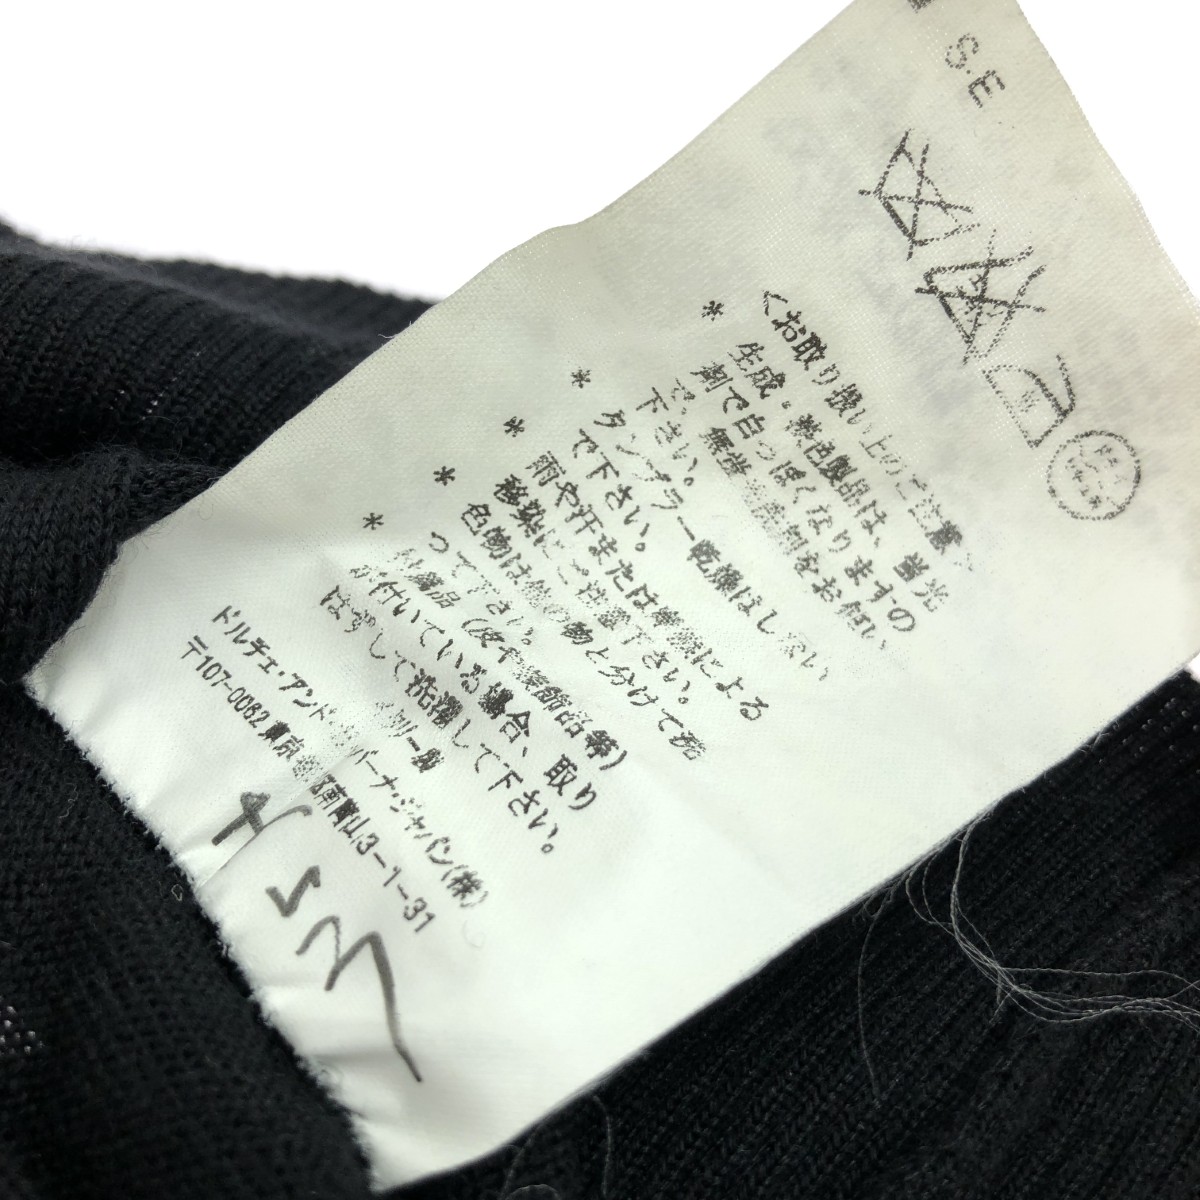 S.E
<お取り扱い上のご注意>
* 生成・淡色製品は、蛍光
剤で白っぽくなりますの
で、無蛍光洗剤をお使い
下さい。
* タンブラー乾燥はしない
で下さい。
* 雨や汗または摩擦による
移染にご注意下さい。
* 色物は他の物と分けて洗
って下さい。
* 付属品(皮や装飾品等)
が付いている場合、取り
はずして洗濯して下さい。
ドルチェ・アンド・ガッバーナ・ジャパン(株)
〒107-0062 東京都 南青山3-1-31